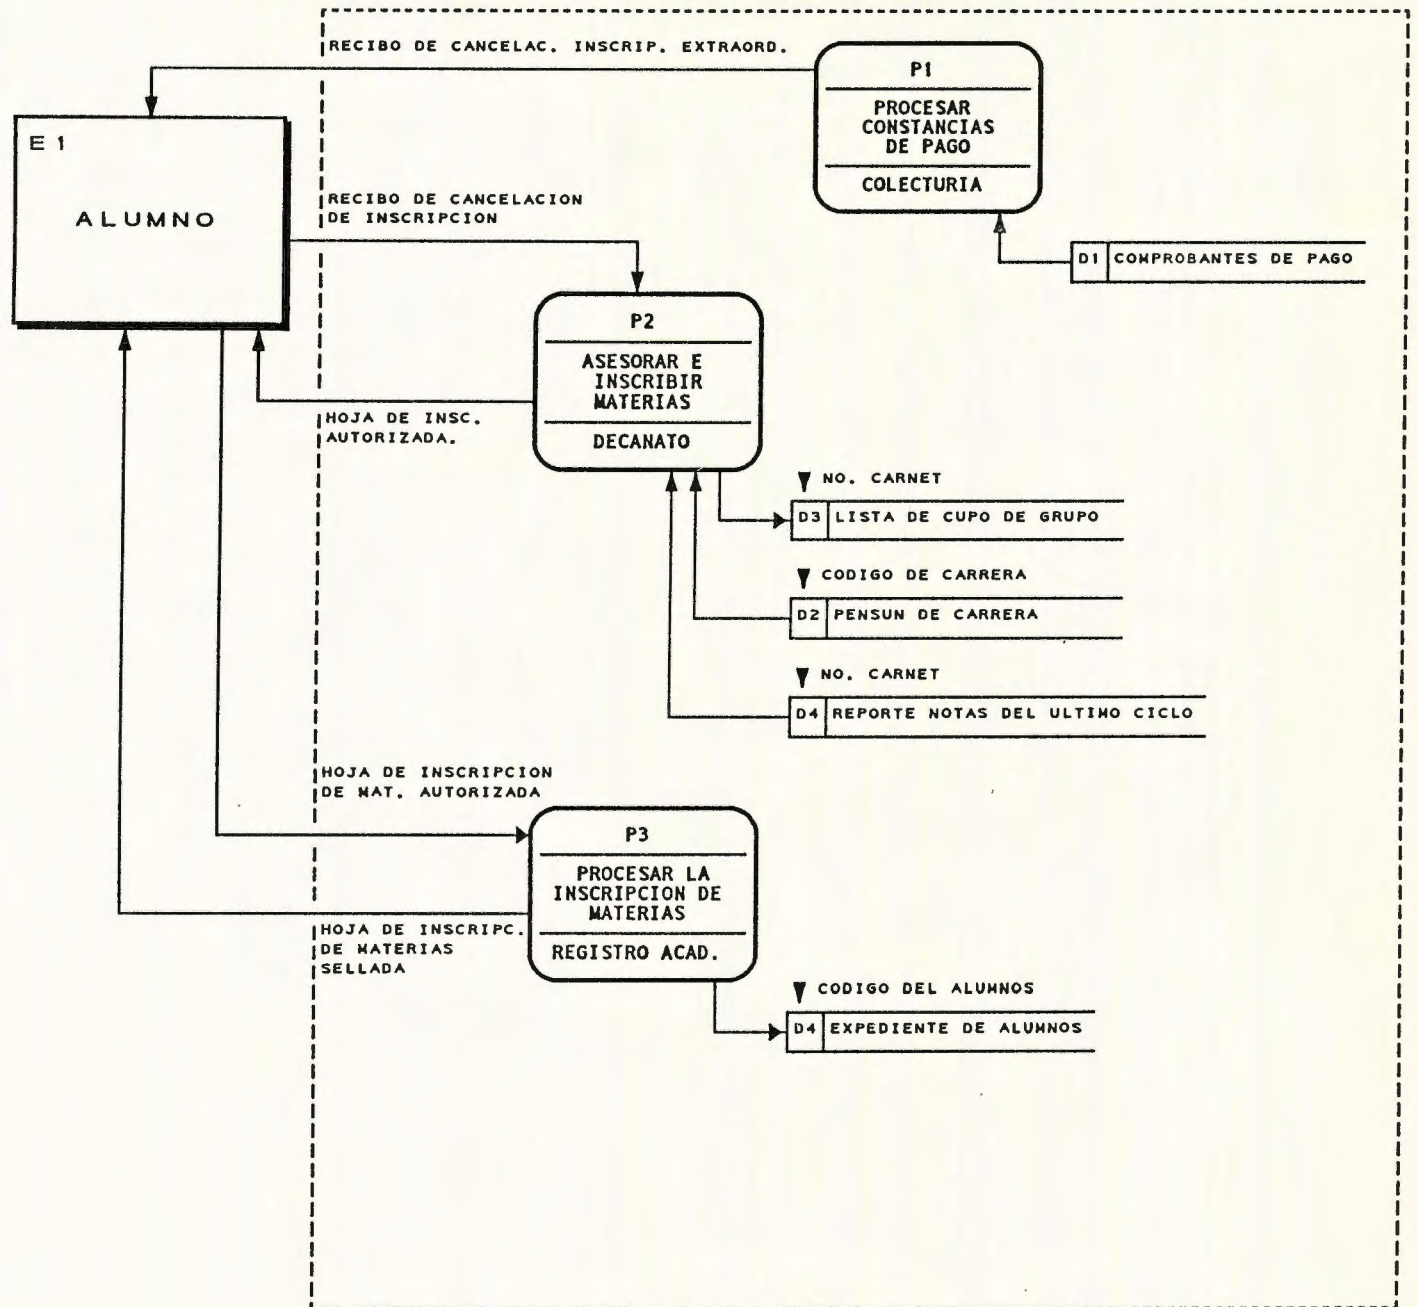 RECIBO DE CANCELAC. INSCRIP. EXTRAORD.
P1
PROCESAR
CONSTANCIAS
DE PAGO
COLECTURIA
E 1
ALUMNO
RECIBO DE CANCELACION
DE INSCRIPCION
D1 COMPROBANTES DE PAGO
P2
ASESORAR E
INSCRIBIR
MATERIAS
DECANATO
HOJA DE INSC.
AUTORIZADA.
NO. CARNET
D3 LISTA DE CUPO DE GRUPO
CODIGO DE CARRERA
D2 PENSUN DE CARRERA
NO. CARNET
D4 REPORTE NOTAS DEL ULTIMO CICLO
HOJA DE INSCRIPCION
DE MAT. AUTORIZADA
P3
PROCESAR LA
INSCRIPCION DE
MATERIAS
REGISTRO ACAD.
HOJA DE INSCRIPC.
DE MATERIAS
SELLADA
CODIGO DEL ALUMNOS
D4 EXPEDIENTE DE ALUMNOS